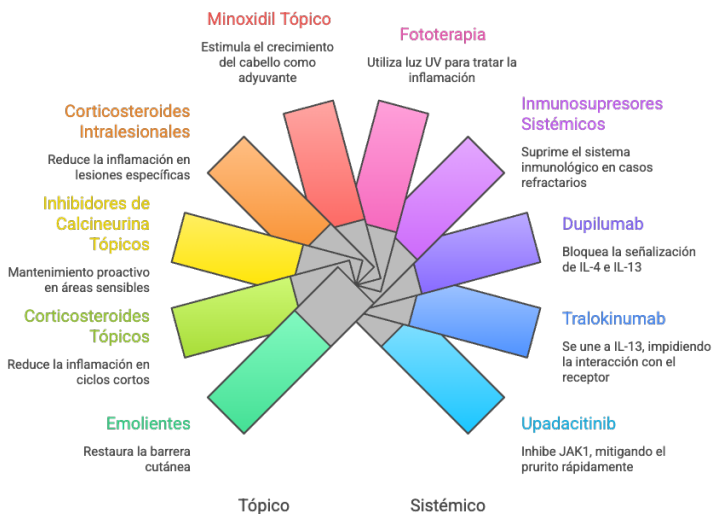 Minoxidil Tópico
Estimula el crecimiento
del cabello como
adyuvante
Fototerapia
Utiliza luz UV para tratar la
inflamación
Corticosteroides
Intralesionales
Reduce la inflamación en
lesiones específicas
Inmunosupresores
Sistémicos
Suprime el sistema
inmunológico en casos
refractarios
Inhibidores de
Calcineurina
Tópicos
Mantenimiento proactivo
en áreas sensibles
Dupilumab
Bloquea la señalización
de IL-4 e IL-13
Corticosteroides
Tópicos
Reduce la inflamación en
ciclos cortos
Tralokinumab
Se une a IL-13, impidiendo
la interacción con el
receptor
Emolientes
Restaura la barrera
cutánea
Upadacitinib
Inhibe JAK1, mitigando el
prurito rápidamente
Tópico
Sistémico